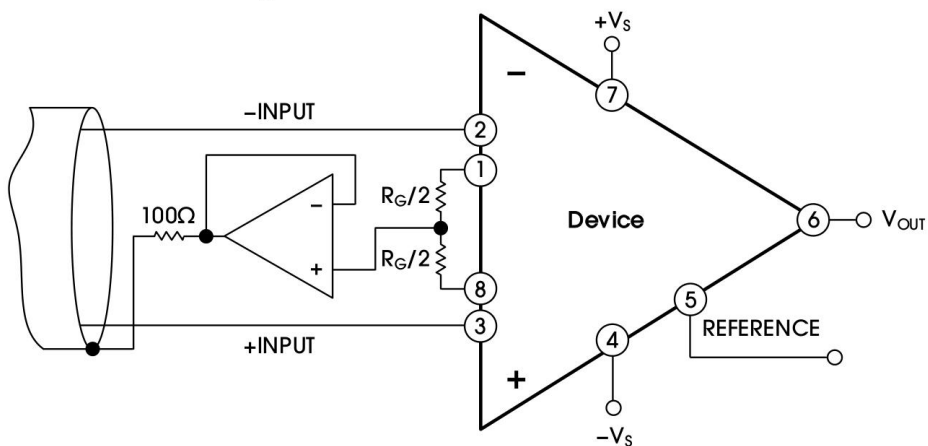 +VS
−
7
−INPUT
2
1
RG/2
100Ω
−
Device
6
VOUT
+
RG/2
8
5
3
REFERENCE
+INPUT
4
+
−VS